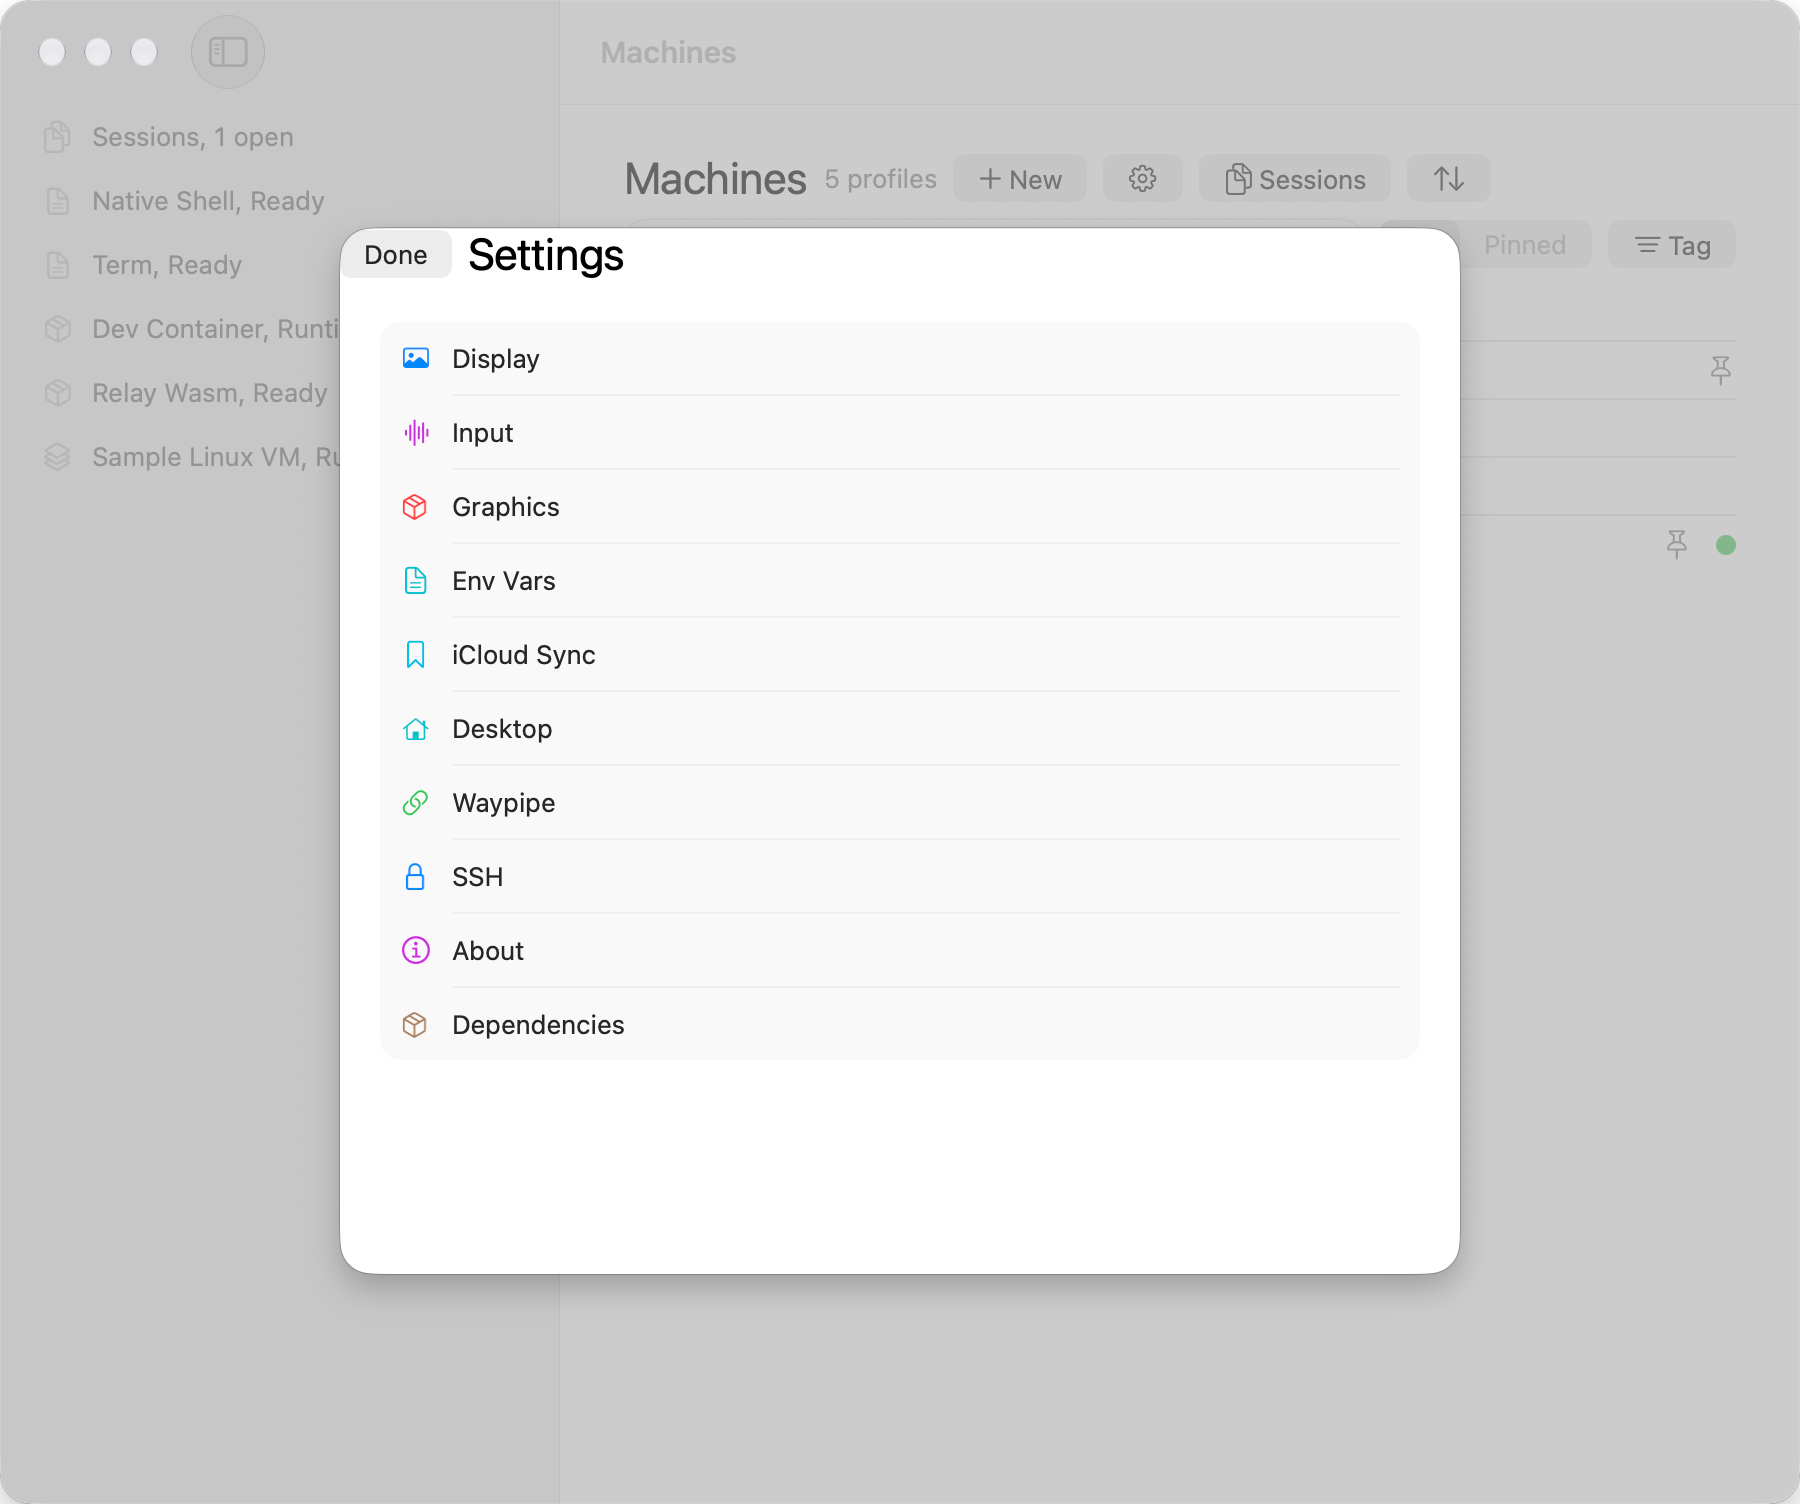 Machines
Sessions, 1 open
Native Shell, Ready
Term, Ready
Dev Container, Runti
Relay Wasm, Ready
Sample Linux VM, Ru
Machines 5 profiles New Sessions
Pinned Tag
Done Settings
Display
Input
Graphics
Env Vars
iCloud Sync
Desktop
Waypipe
SSH
About
Dependencies